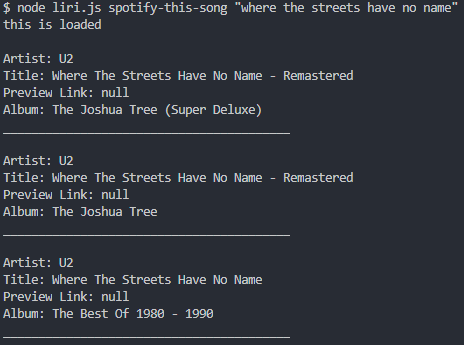 $ node liri.js spotify-this-song "where the streets have no name"
this is loaded
Artist: U2
Title: Where The Streets Have No Name - Remastered
Preview Link: null
Album: The Joshua Tree (Super Deluxe)
_________________________________________
Artist: U2
Title: Where The Streets Have No Name - Remastered
Preview Link: null
Album: The Joshua Tree
_________________________________________
Artist: U2
Title: Where The Streets Have No Name
Preview Link: null
Album: The Best Of 1980 - 1990
_________________________________________